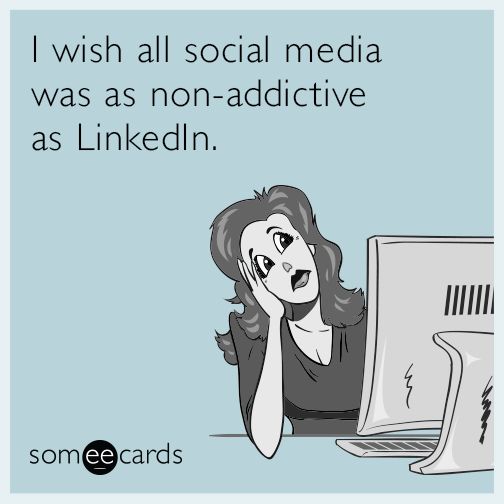 I wish all social media
was as non-addictive
as LinkedIn.
someecards